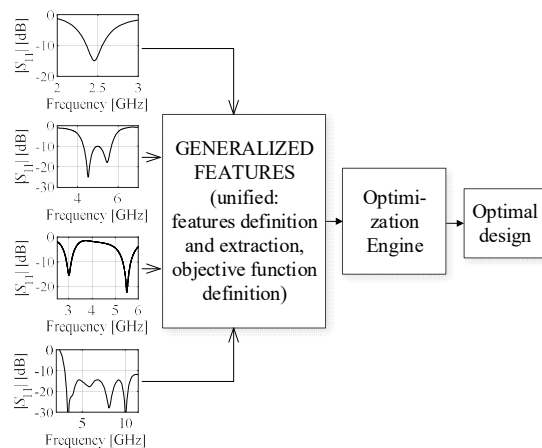 0
-10
-20
|S11| [dB]
2 2.5 3
Frequency [GHz]
0
-10
-20
-30
|S11| [dB]
4 6
Frequency [GHz]
0
-10
-20
-30
|S11| [dB]
3 4 5 6
Frequency [GHz]
0
-10
-20
-30
|S11| [dB]
5 10
Frequency [GHz]
GENERALIZED
FEATURES
(unified:
features definition
and extraction,
objective function
definition)
Optimi-
zation
Engine
Optimal
design